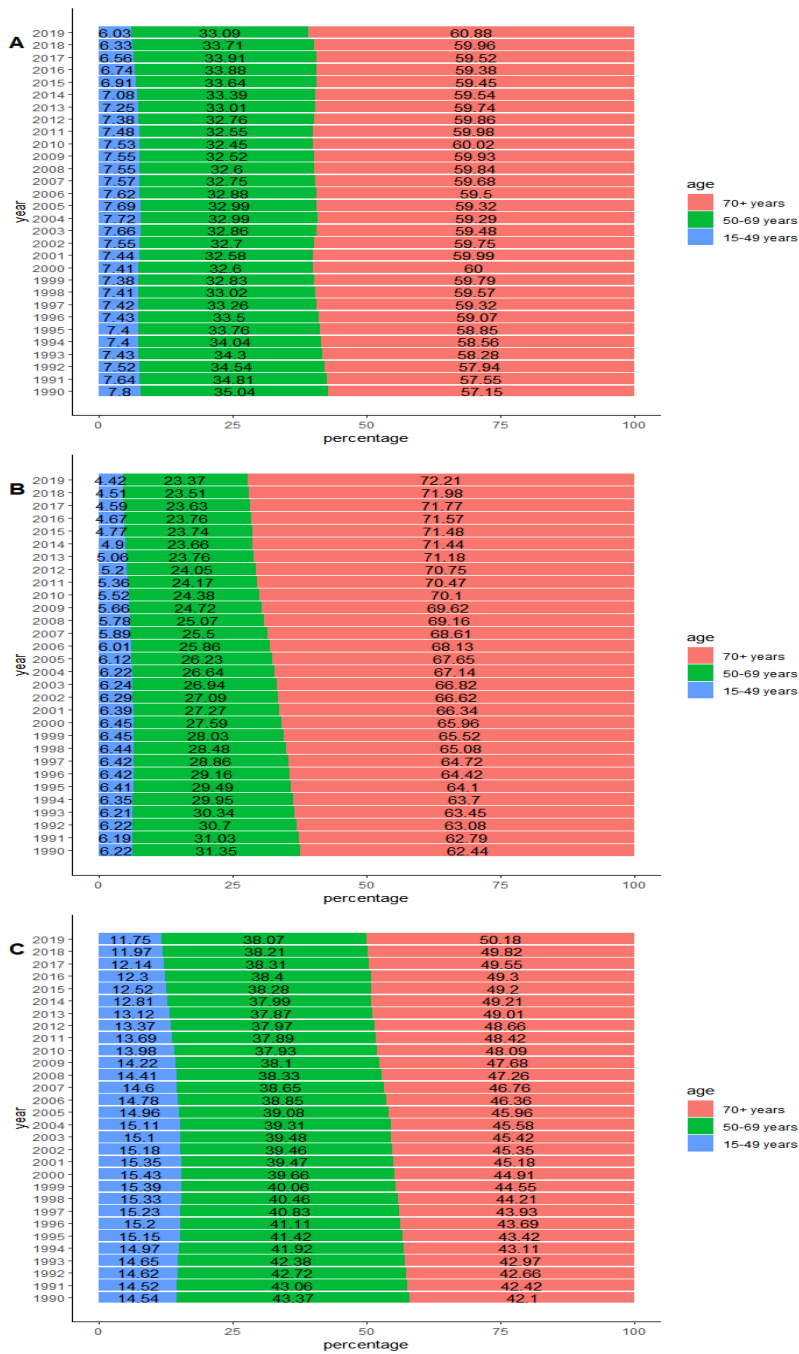 A
2019 6.03 33.09 60.88
2018 6.33 33.71 59.96
2017 6.56 33.91 59.52
2016 6.74 33.88 59.38
2015 6.91 33.64 59.45
2014 7.08 33.39 59.54
2013 7.25 33.01 59.74
2012 7.38 32.76 59.86
2011 7.48 32.55 59.98
2010 7.53 32.45 60.02
2009 7.55 32.52 59.93
2008 7.55 32.6 59.84
2007 7.57 32.75 59.68
2006 7.62 32.88 59.5
2005 7.69 32.99 59.32
2004 7.72 32.99 59.29
2003 7.66 32.86 59.48
2002 7.55 32.7 59.75
2001 7.44 32.58 59.99
2000 7.41 32.6 60
1999 7.38 32.83 59.79
1998 7.41 33.02 59.57
1997 7.42 33.26 59.32
1996 7.43 33.5 59.07
1995 7.4 33.76 58.85
1994 7.4 34.04 58.56
1993 7.43 34.3 58.28
1992 7.52 34.54 57.94
1991 7.64 34.81 57.55
1990 7.8 35.04 57.15
year
0 25 50 75 100
percentage
age
70+ years
50-69 years
15-49 years
B
2019 4.42 23.37 72.21
2018 4.51 23.51 71.98
2017 4.59 23.63 71.77
2016 4.67 23.76 71.57
2015 4.77 23.74 71.48
2014 4.9 23.66 71.44
2013 5.06 23.76 71.18
2012 5.2 24.05 70.75
2011 5.36 24.17 70.47
2010 5.52 24.38 70.1
2009 5.66 24.72 69.62
2008 5.78 25.07 69.16
2007 5.89 25.5 68.61
2006 6.01 25.86 68.13
2005 6.12 26.23 67.65
2004 6.22 26.64 67.14
2003 6.24 26.94 66.82
2002 6.29 27.09 66.62
2001 6.39 27.27 66.34
2000 6.45 27.59 65.96
1999 6.45 28.03 65.52
1998 6.44 28.48 65.08
1997 6.42 28.86 64.72
1996 6.42 29.16 64.42
1995 6.41 29.49 64.1
1994 6.35 29.95 63.7
1993 6.21 30.34 63.45
1992 6.22 30.7 63.08
1991 6.19 31.03 62.79
1990 6.22 31.35 62.44
year
0 25 50 75 100
percentage
age
70+ years
50-69 years
15-49 years
C
2019 11.75 38.07 50.18
2018 11.97 38.21 49.82
2017 12.14 38.31 49.55
2016 12.3 38.4 49.3
2015 12.52 38.28 49.2
2014 12.81 37.99 49.21
2013 13.12 37.87 49.01
2012 13.37 37.97 48.66
2011 13.69 37.89 48.42
2010 13.98 37.93 48.09
2009 14.22 38.1 47.68
2008 14.41 38.33 47.26
2007 14.6 38.65 46.76
2006 14.78 38.85 46.36
2005 14.96 39.08 45.96
2004 15.11 39.31 45.58
2003 15.1 39.48 45.42
2002 15.18 39.46 45.35
2001 15.35 39.47 45.18
2000 15.43 39.66 44.91
1999 15.39 40.06 44.55
1998 15.33 40.46 44.21
1997 15.23 40.83 43.93
1996 15.2 41.11 43.69
1995 15.15 41.42 43.42
1994 14.97 41.92 43.11
1993 14.65 42.38 42.97
1992 14.62 42.72 42.66
1991 14.52 43.06 42.42
1990 14.54 43.37 42.1
year
0 25 50 75 100
percentage
age
70+ years
50-69 years
15-49 years